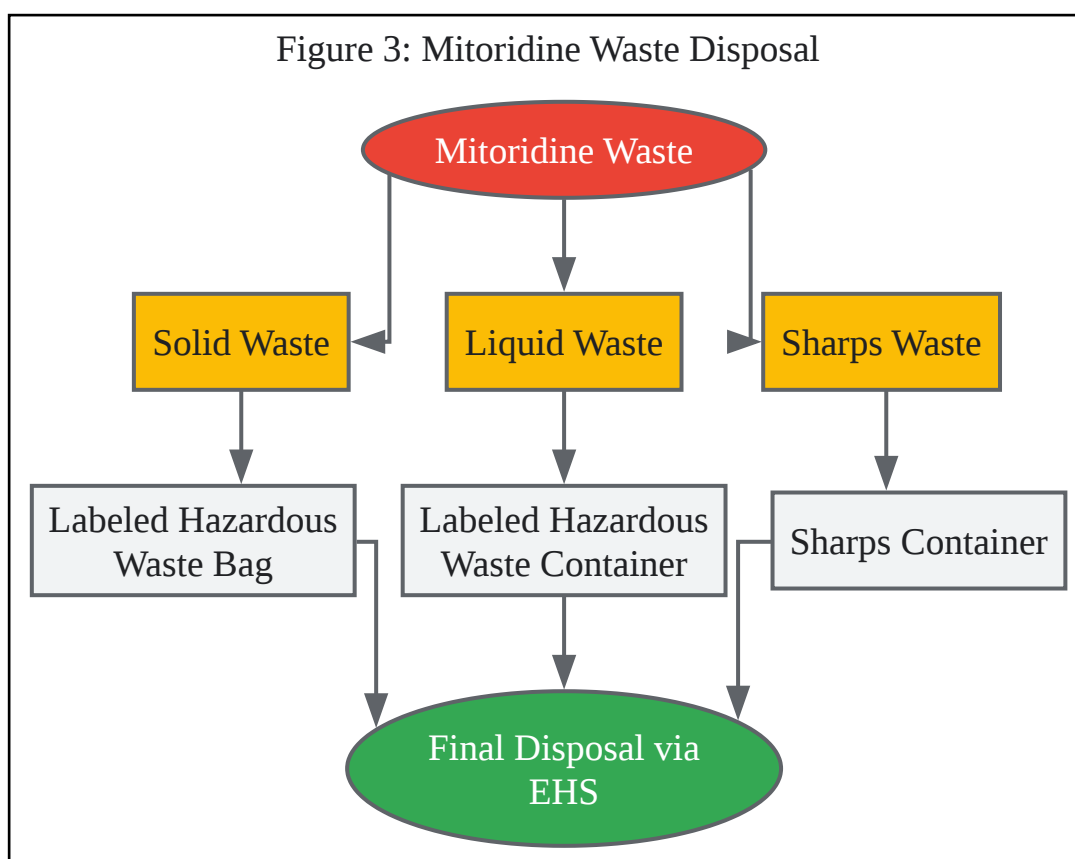 Figure 3: Mitoridine Waste Disposal
Mitoridine Waste
Solid Waste
Liquid Waste
Sharps Waste
Labeled Hazardous
Waste Bag
Labeled Hazardous
Waste Container
Sharps Container
Final Disposal via
EHS